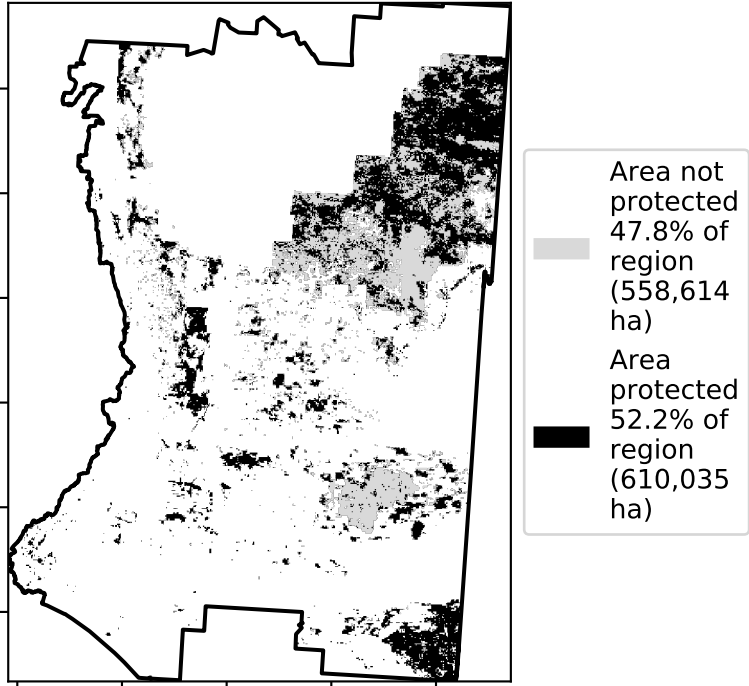 Area not
protected
47.8% of
region
(558,614
ha)
Area
protected
52.2% of
region
(610,035
ha)